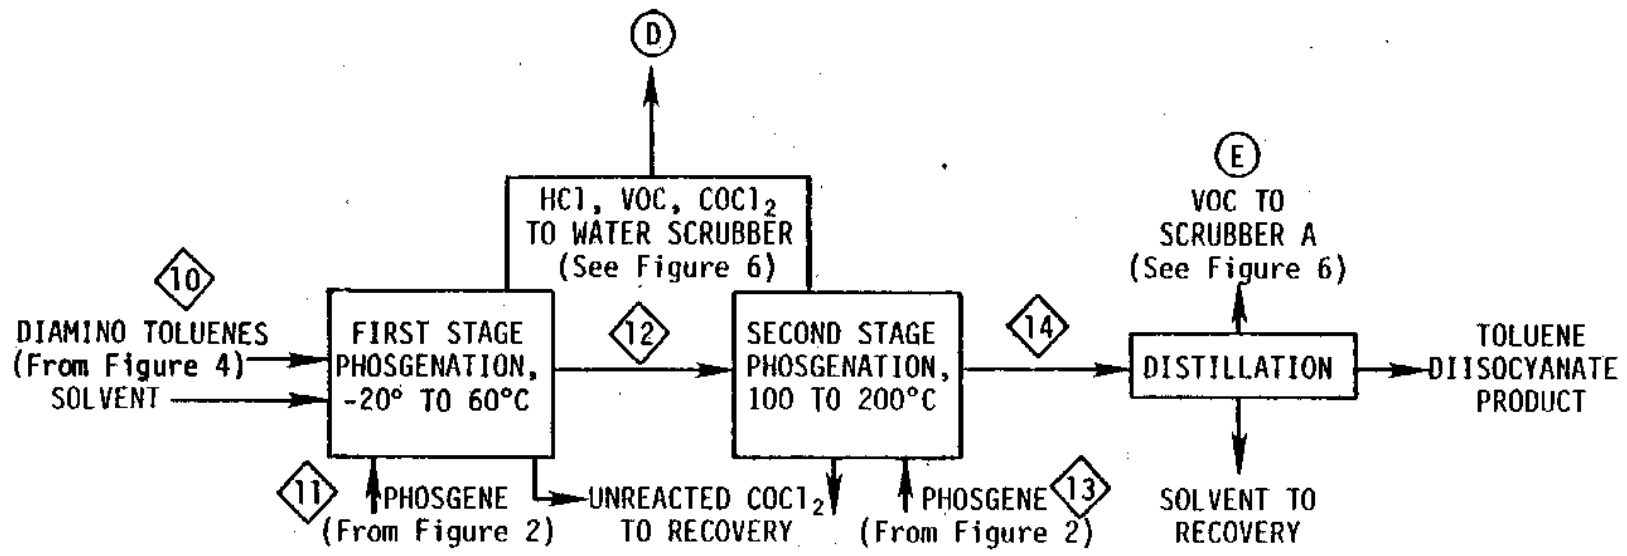 D
HCl, VOC, COCl₂
TO WATER SCRUBBER
(See Figure 6)
E
VOC TO
SCRUBBER A
(See Figure 6)
10
DIAMINO TOLUENES
(From Figure 4)
SOLVENT
FIRST STAGE
PHOSGENATION,
-20° TO 60°C
12
SECOND STAGE
PHOSGENATION,
100 TO 200°C
14
DISTILLATION
TOLUENE
DIISOCYANATE
PRODUCT
11
PHOSGENE
(From Figure 2)
UNREACTED COCl₂
TO RECOVERY
PHOSGENE
(From Figure 2)
13
SOLVENT TO
RECOVERY